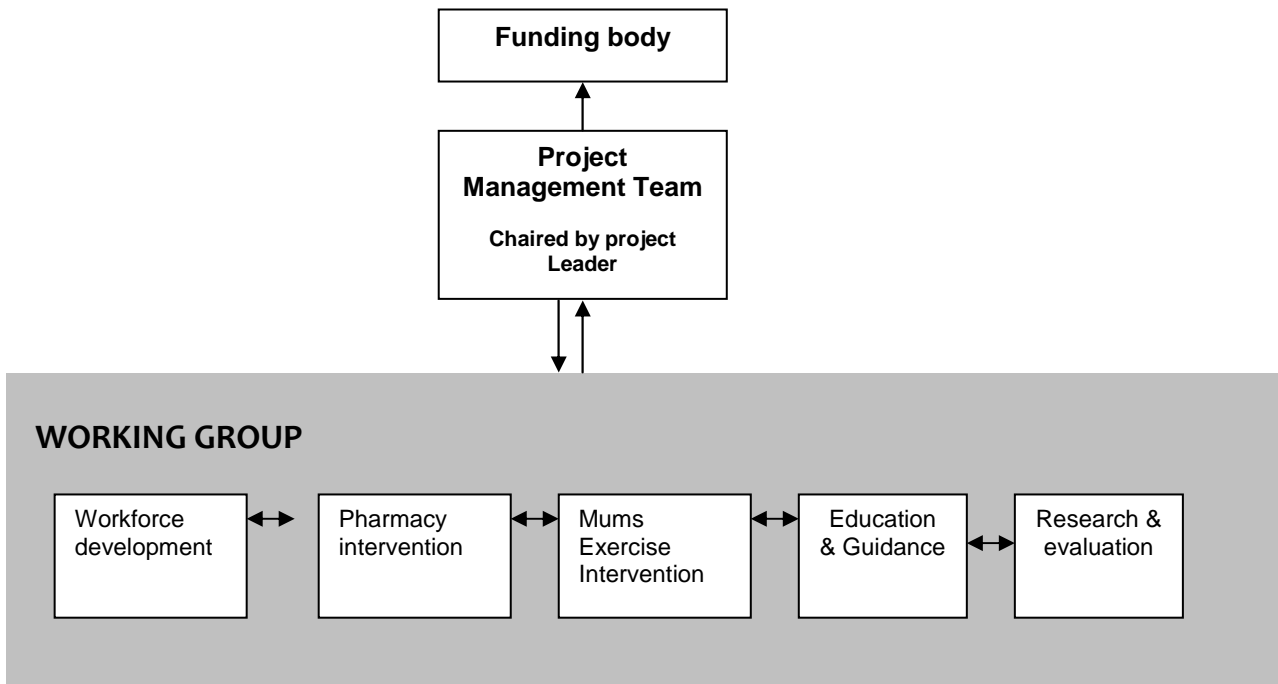 Funding body
Project
Management Team
Chaired by project
Leader
WORKING GROUP
Workforce
development
Pharmacy
intervention
Mums
Exercise
Intervention
Education
& Guidance
Research &
evaluation